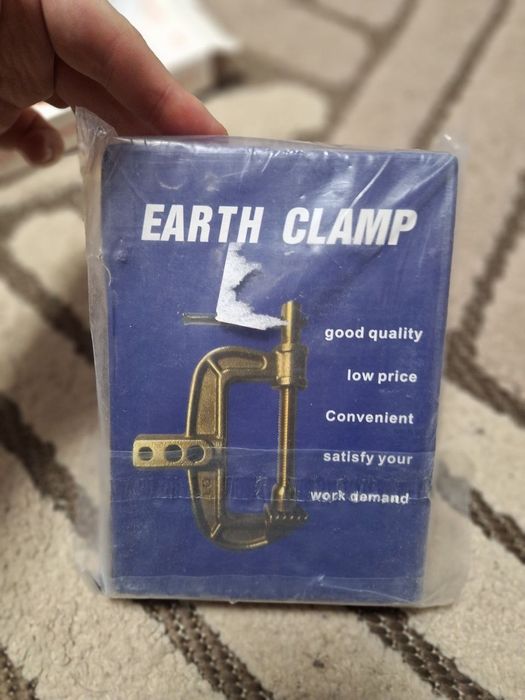 EARTH CLAMP
good quality
low price
Convenient
satisfy your
work demand